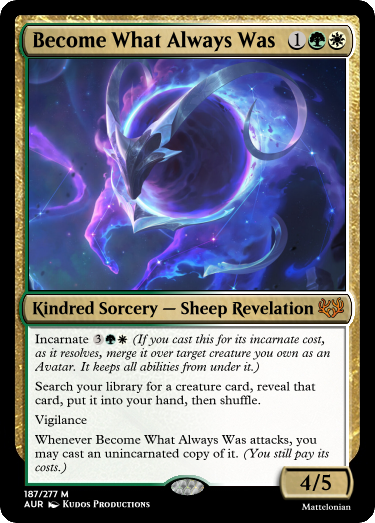 Become What Always Was 1
Kindred Sorcery — Sheep Revelation
Incarnate 3 (If you cast this for its incarnate cost,
as it resolves, merge it over target creature you own as an
Avatar. It keeps all abilities from under it.)
Search your library for a creature card, reveal that
card, put it into your hand, then shuffle.
Vigilance
Whenever Become What Always Was attacks, you
may cast an unincarnated copy of it. (You still pay its
costs.)
4/5
187/277 M
AUR Kudos Productions
Mattelonian